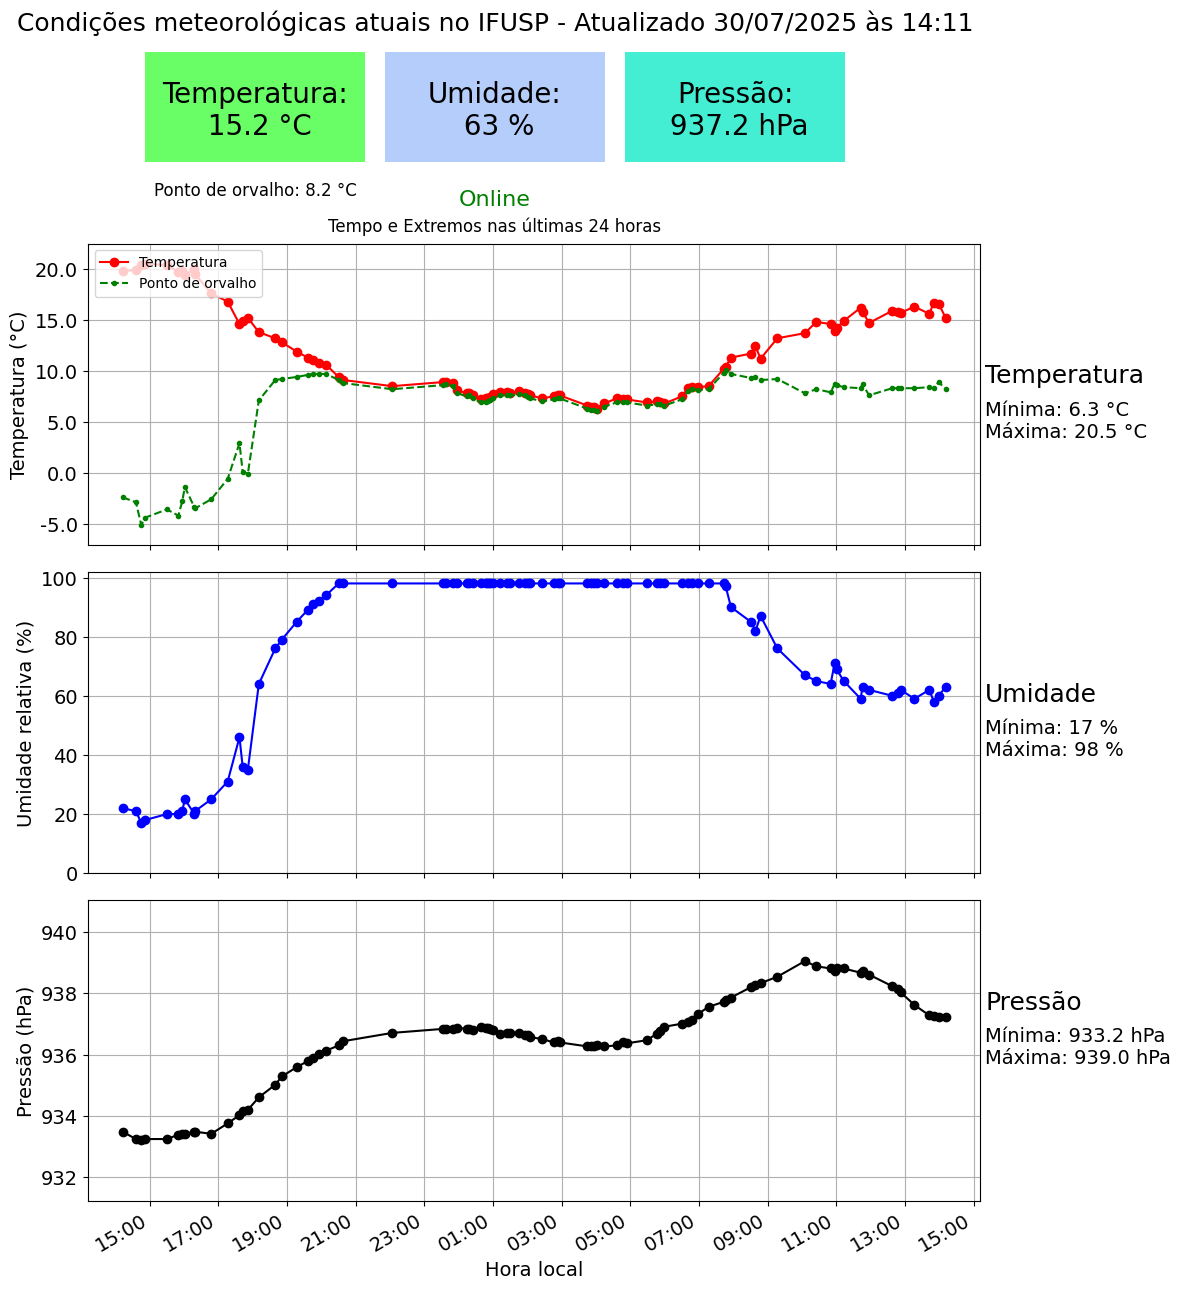 Condições meteorológicas atuais no IFUSP - Atualizado 30/07/2025 às 14:11
Temperatura:
15.2 °C
Umidade:
63 %
Pressão:
937.2 hPa
Ponto de orvalho: 8.2 °C
Online
Tempo e Extremos nas últimas 24 horas
Temperatura
Ponto de orvalho
Temperatura (°C)
20.0
15.0
10.0
5.0
0.0
-5.0
Temperatura
Mínima: 6.3 °C
Máxima: 20.5 °C
Umidade relativa (%)
100
80
60
40
20
0
Umidade
Mínima: 17 %
Máxima: 98 %
Pressão (hPa)
940
938
936
934
932
Pressão
Mínima: 933.2 hPa
Máxima: 939.0 hPa
15:00 17:00 19:00 21:00 23:00 01:00 03:00 05:00 07:00 09:00 11:00 13:00 15:00
Hora local